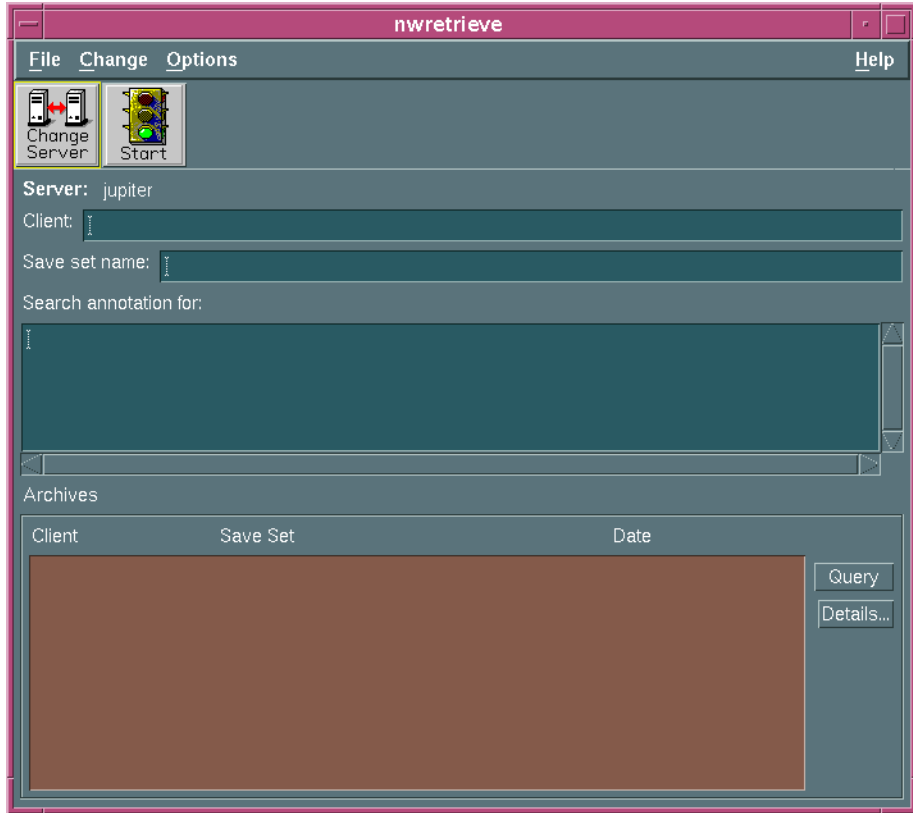 nwretrieve
File Change Options Help
Change
Server
Start
Server: jupiter
Client:
Save set name:
Search annotation for:
Archives
Client Save Set Date
Query
Details...